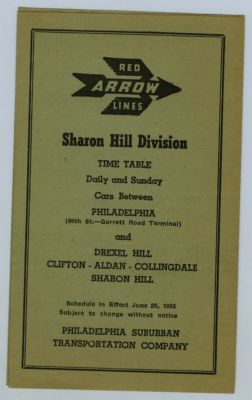 RED
ARROW
LINES
Sharon Hill Division
TIME TABLE
Daily and Sunday
Cars Between
PHILADELPHIA
(69th St.—Garrett Road Terminal)
and
DREXEL HILL
CLIFTON - ALDAN - COLLINGDALE
SHARON HILL
Schedule in Effect June 25, 1953
Subject to change without notice
PHILADELPHIA SUBURBAN
TRANSPORTATION COMPANY